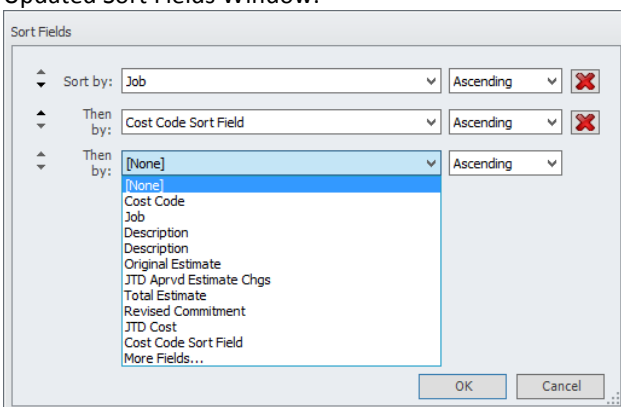 Updated Sort Fields Window:
Sort Fields
Sort by: Job Ascending
Then by: Cost Code Sort Field Ascending
Then by: [None] Ascending
[None]
Cost Code
Job
Description
Description
Original Estimate
JTD Aprvd Estimate Chgs
Total Estimate
Revised Commitment
JTD Cost
Cost Code Sort Field
More Fields...
OK Cancel